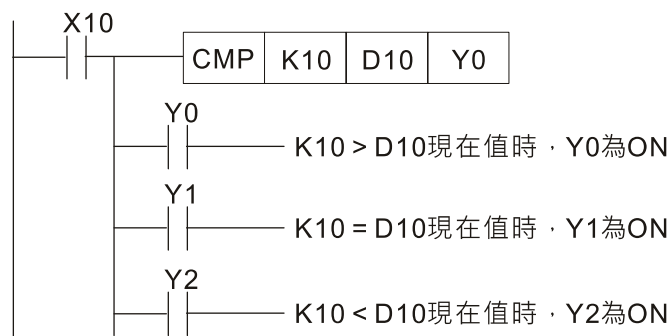 X10
CMP K10 D10 Y0
Y0
K10 > D10現在值時，Y0為ON
Y1
K10 = D10現在值時，Y1為ON
Y2
K10 < D10現在值時，Y2為ON